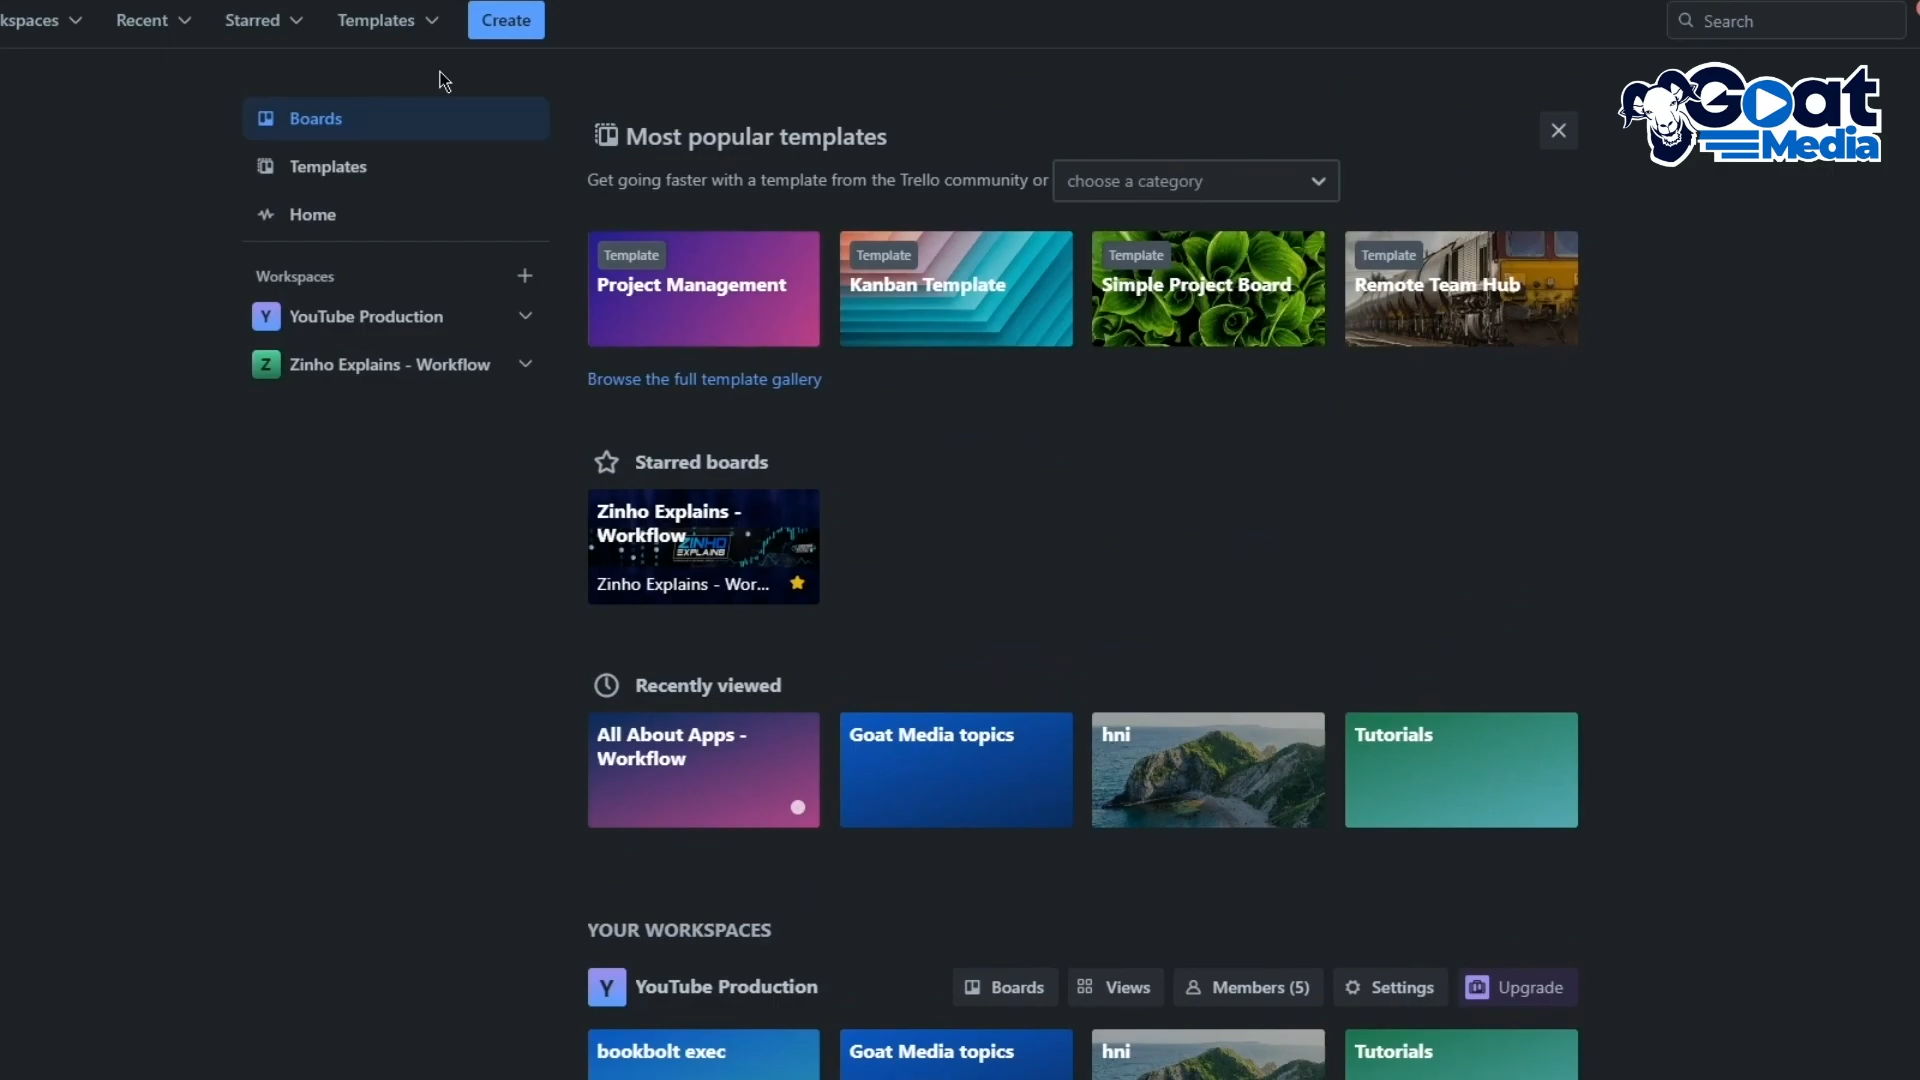 kspaces
Recent
Starred
Templates
Create
Search
Goat
Media
Boards
Templates
Home
Workspaces
Y YouTube Production
Z Zinho Explains - Workflow
Most popular templates
Get going faster with a template from the Trello community or choose a category
Template
Project Management
Template
Kanban Template
Template
Simple Project Board
Template
Remote Team Hub
Browse the full template gallery
Starred boards
Zinho Explains -
Workflow
ZINHO
EXPLAINS
Zinho Explains - Wor...
Recently viewed
All About Apps -
Workflow
Goat Media topics
hni
Tutorials
YOUR WORKSPACES
Y YouTube Production
Boards
Views
Members (5)
Settings
Upgrade
bookbolt exec
Goat Media topics
hni
Tutorials